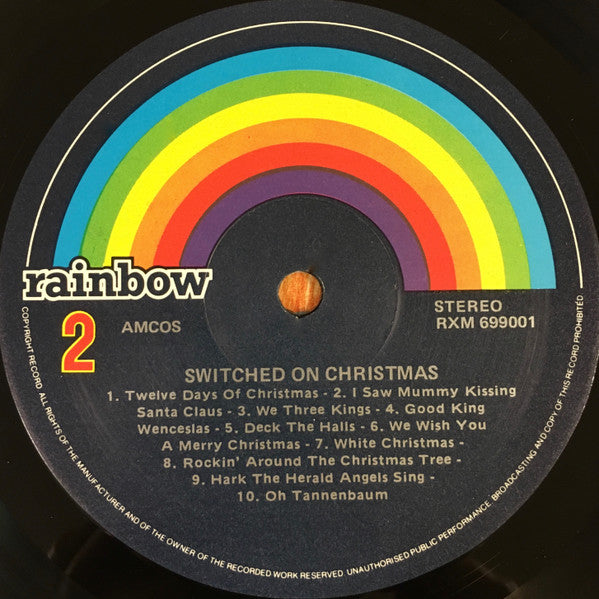 rainbow
2
AMCOS
STEREO
RXM 699001
SWITCHED ON CHRISTMAS
1. Twelve Days Of Christmas - 2. I Saw Mummy Kissing
Santa Claus - 3. We Three Kings - 4. Good King
Wenceslas - 5. Deck The Halls - 6. We Wish You
A Merry Christmas - 7. White Christmas -
8. Rockin' Around The Christmas Tree -
9. Hark The Herald Angels Sing -
10. Oh Tannenbaum
COPYRIGHT RECORD ALL RIGHTS OF THE MANUFACTURER AND OF THE OWNER OF THE RECORDED WORK RESERVED UNAUTHORISED PUBLIC PERFORMANCE BROADCASTING AND COPY OF THIS RECORD PROHIBITED